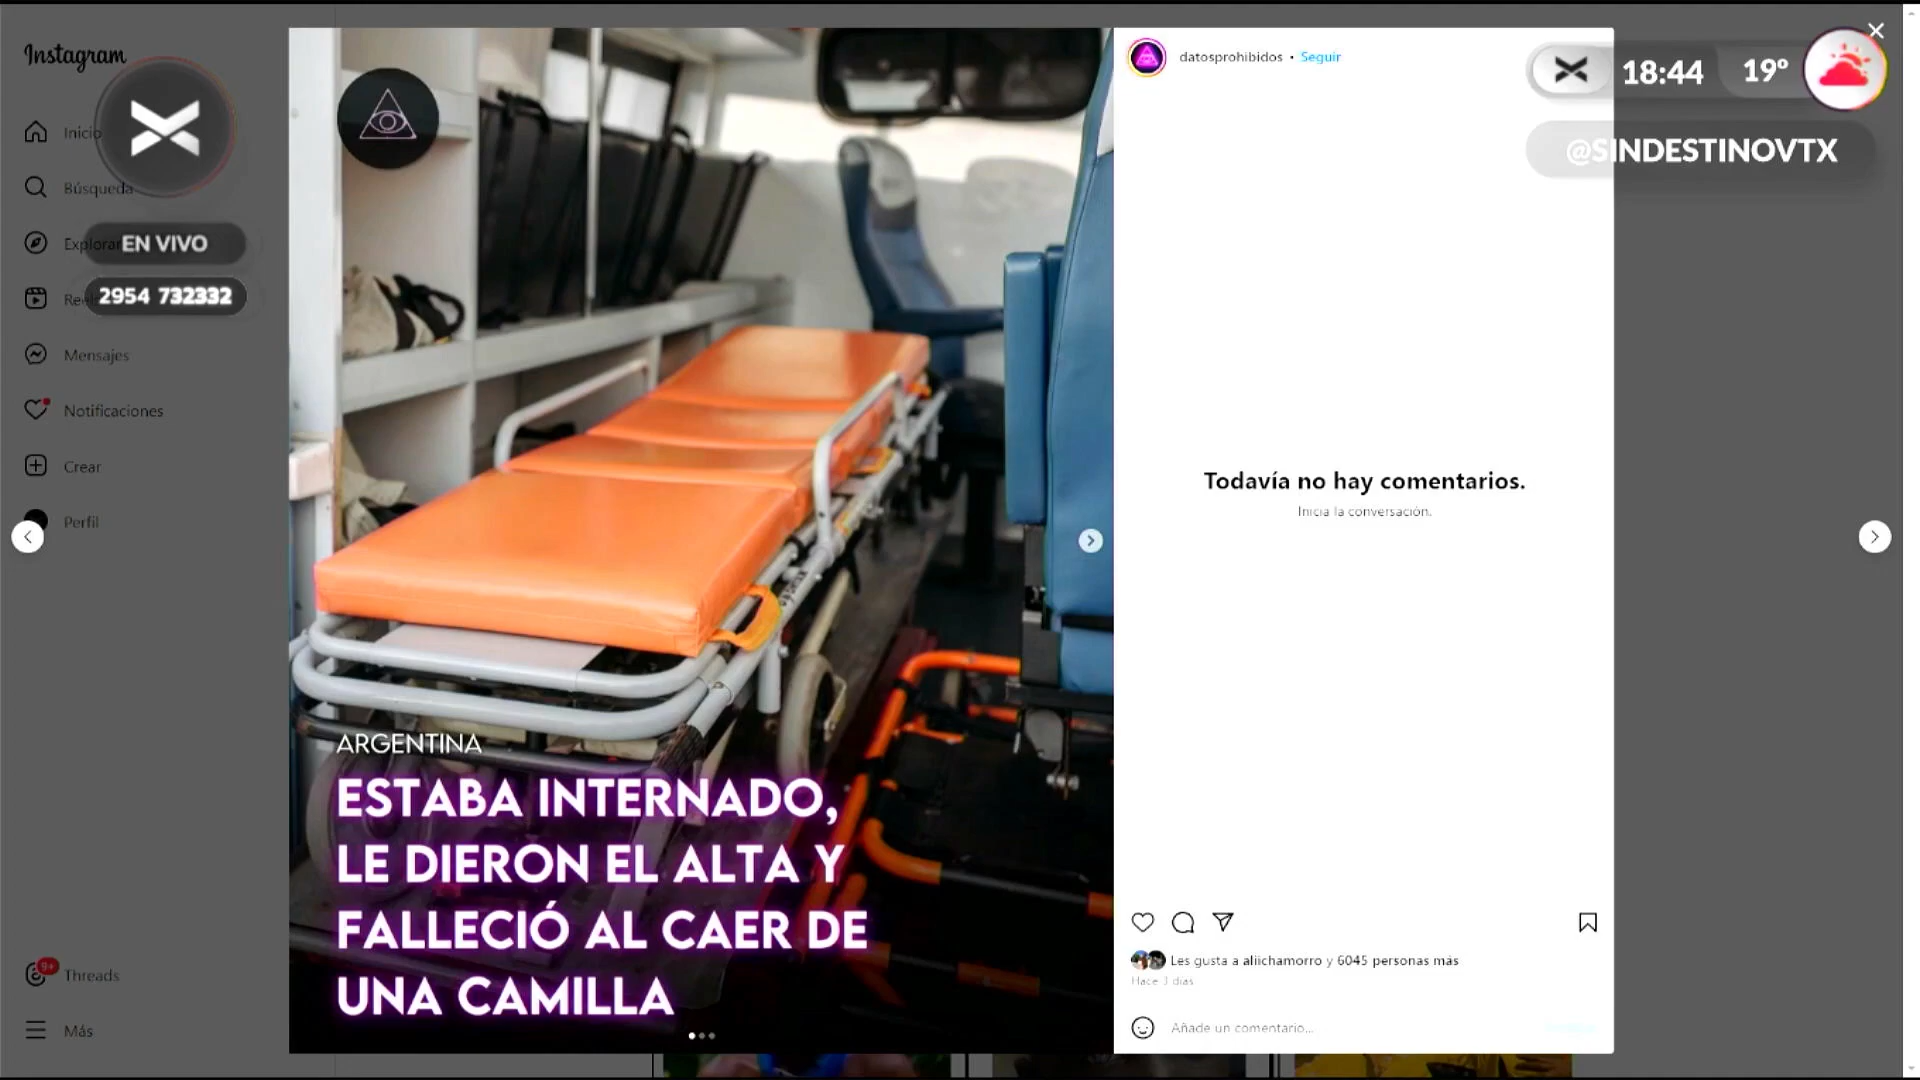 Instagram
Inicio
Búsqueda
Explorar
EN VIVO
2954 732332
Mensajes
Notificaciones
Crear
Perfil
9+
Threads
Más
ARGENTINA
ESTABA INTERNADO,
LE DIERON EL ALTA Y
FALLECIÓ AL CAER DE
UNA CAMILLA
datosprohibidos • Seguir
18:44 19°
@SINDESTINOVTX
Todavía no hay comentarios.
Inicia la conversación.
Les gusta a aliichamorro y 6045 personas más
Hace 3 días
Añade un comentario...